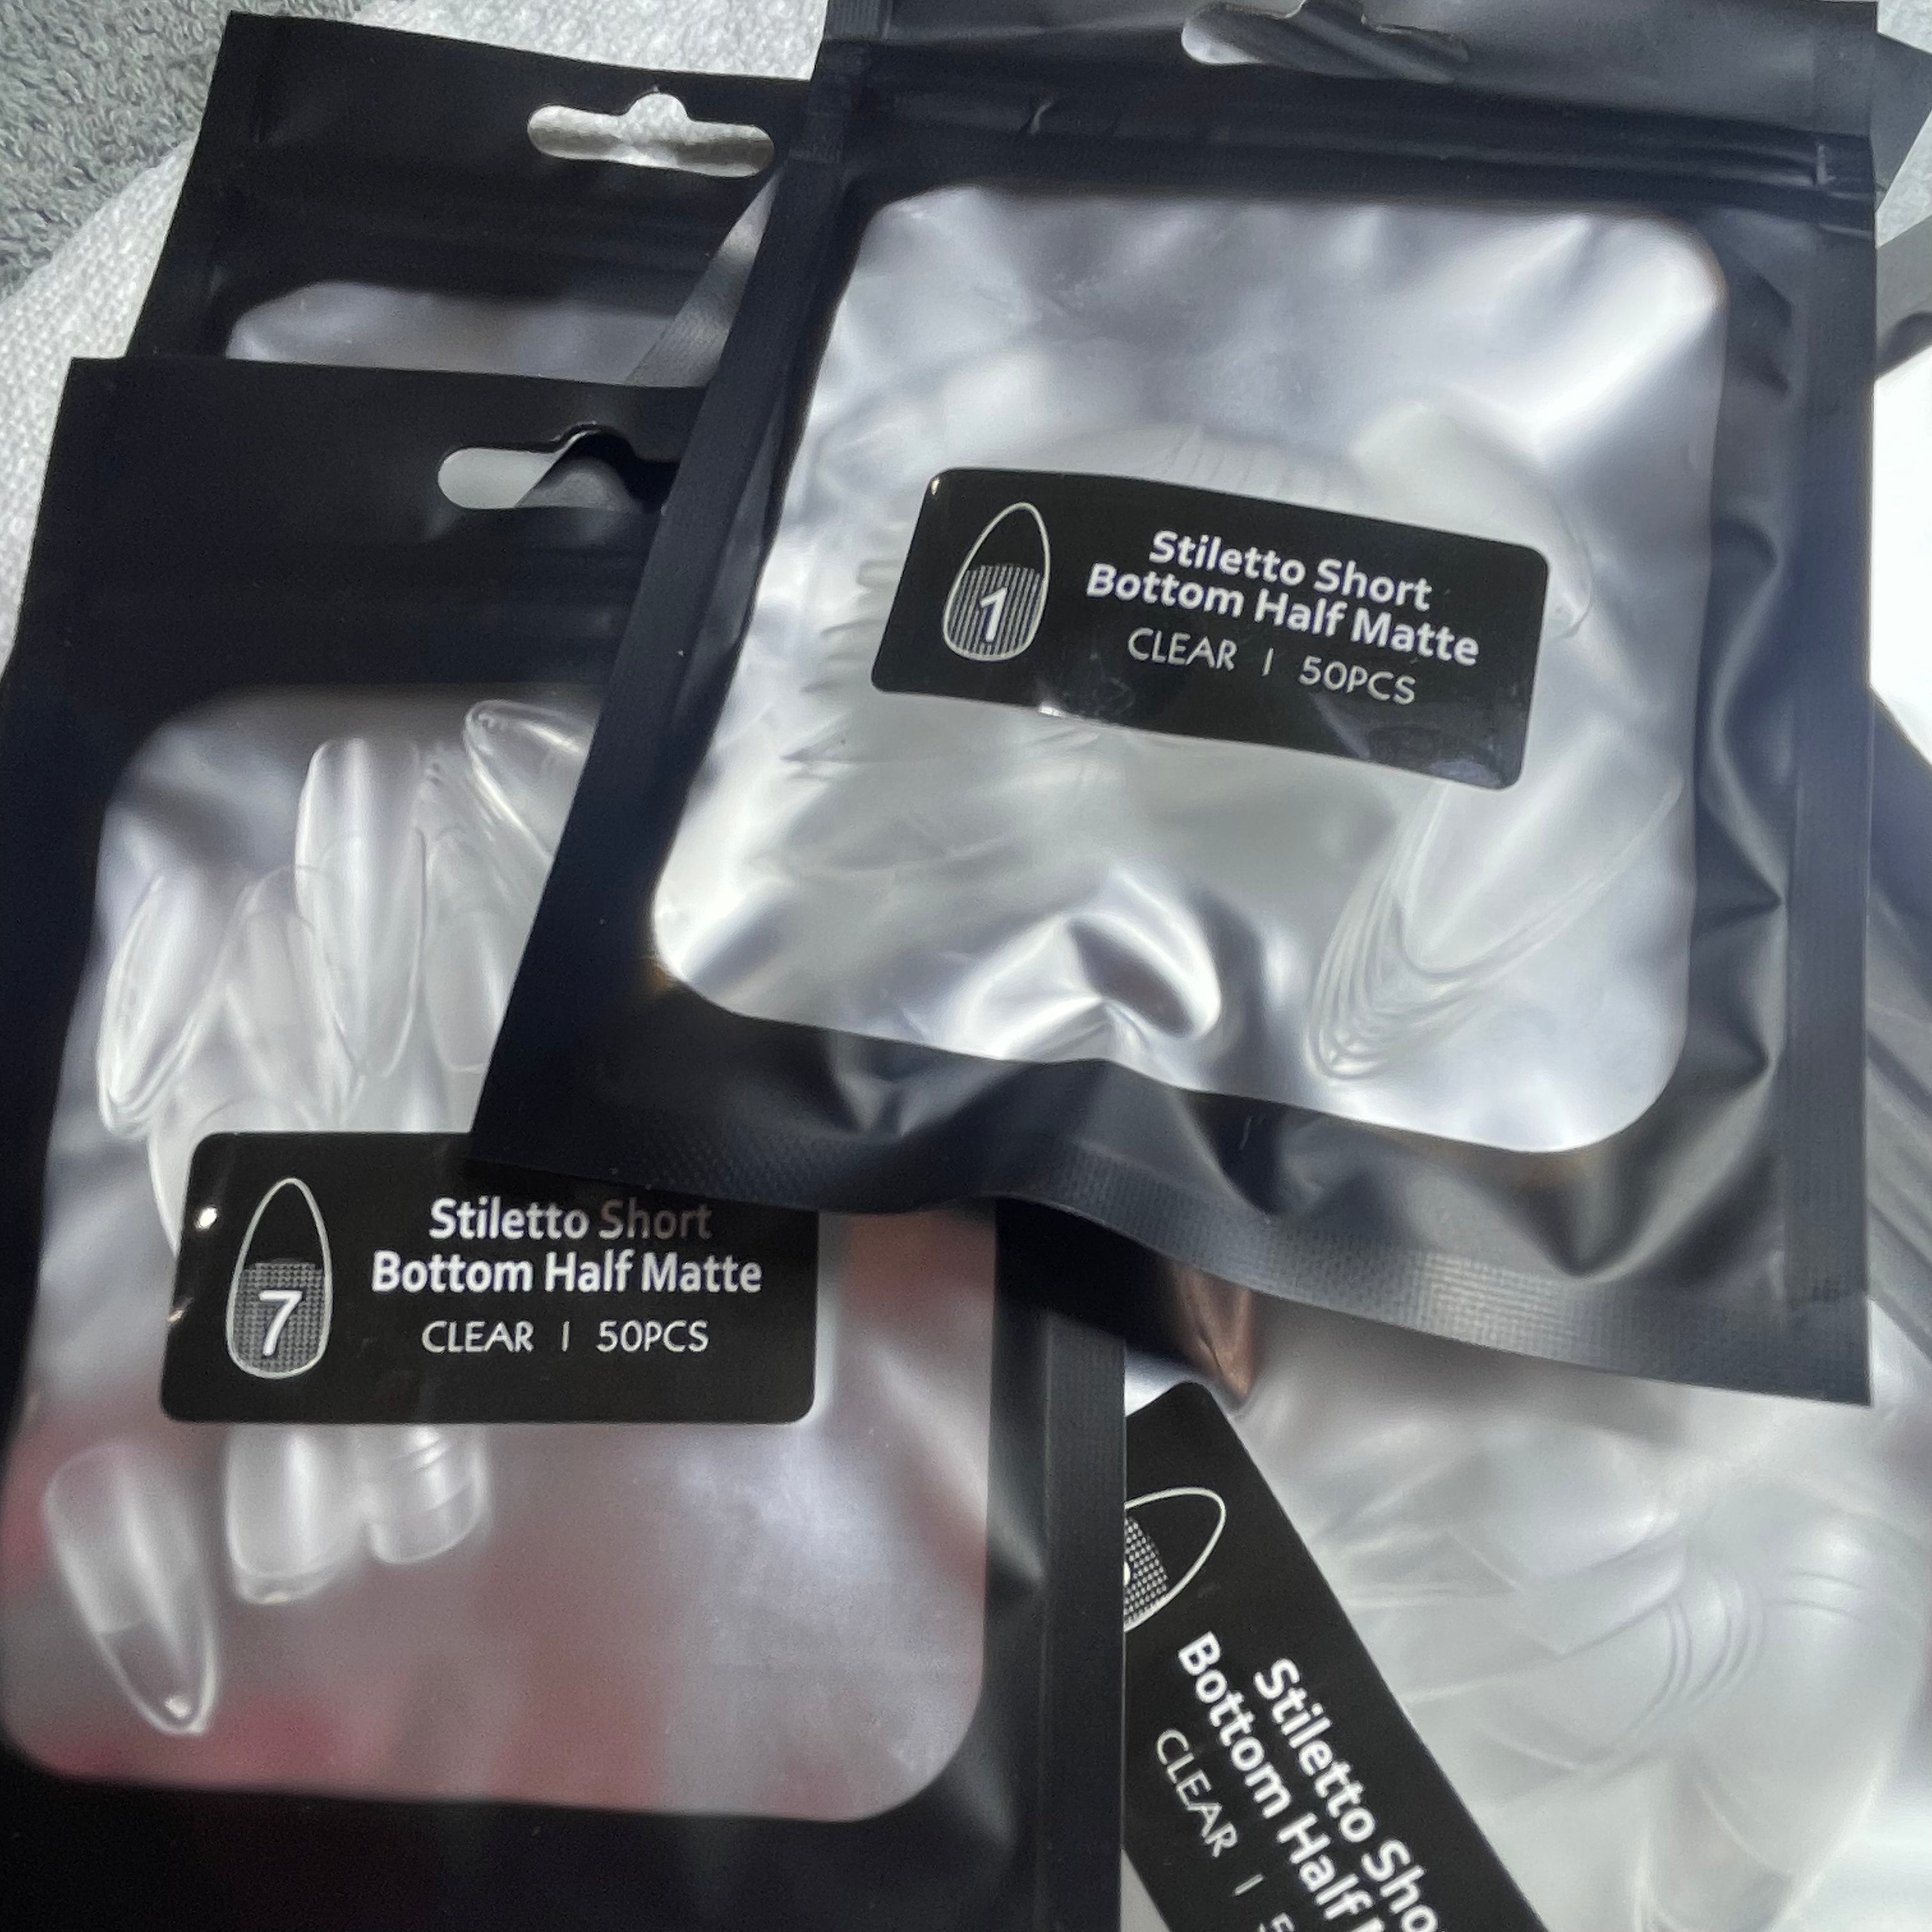 1
Stiletto Short
Bottom Half Matte
CLEAR | 50PCS
7
Stiletto Short
Bottom Half Matte
CLEAR | 50PCS
Stiletto
Bottom Half
CLEAR |